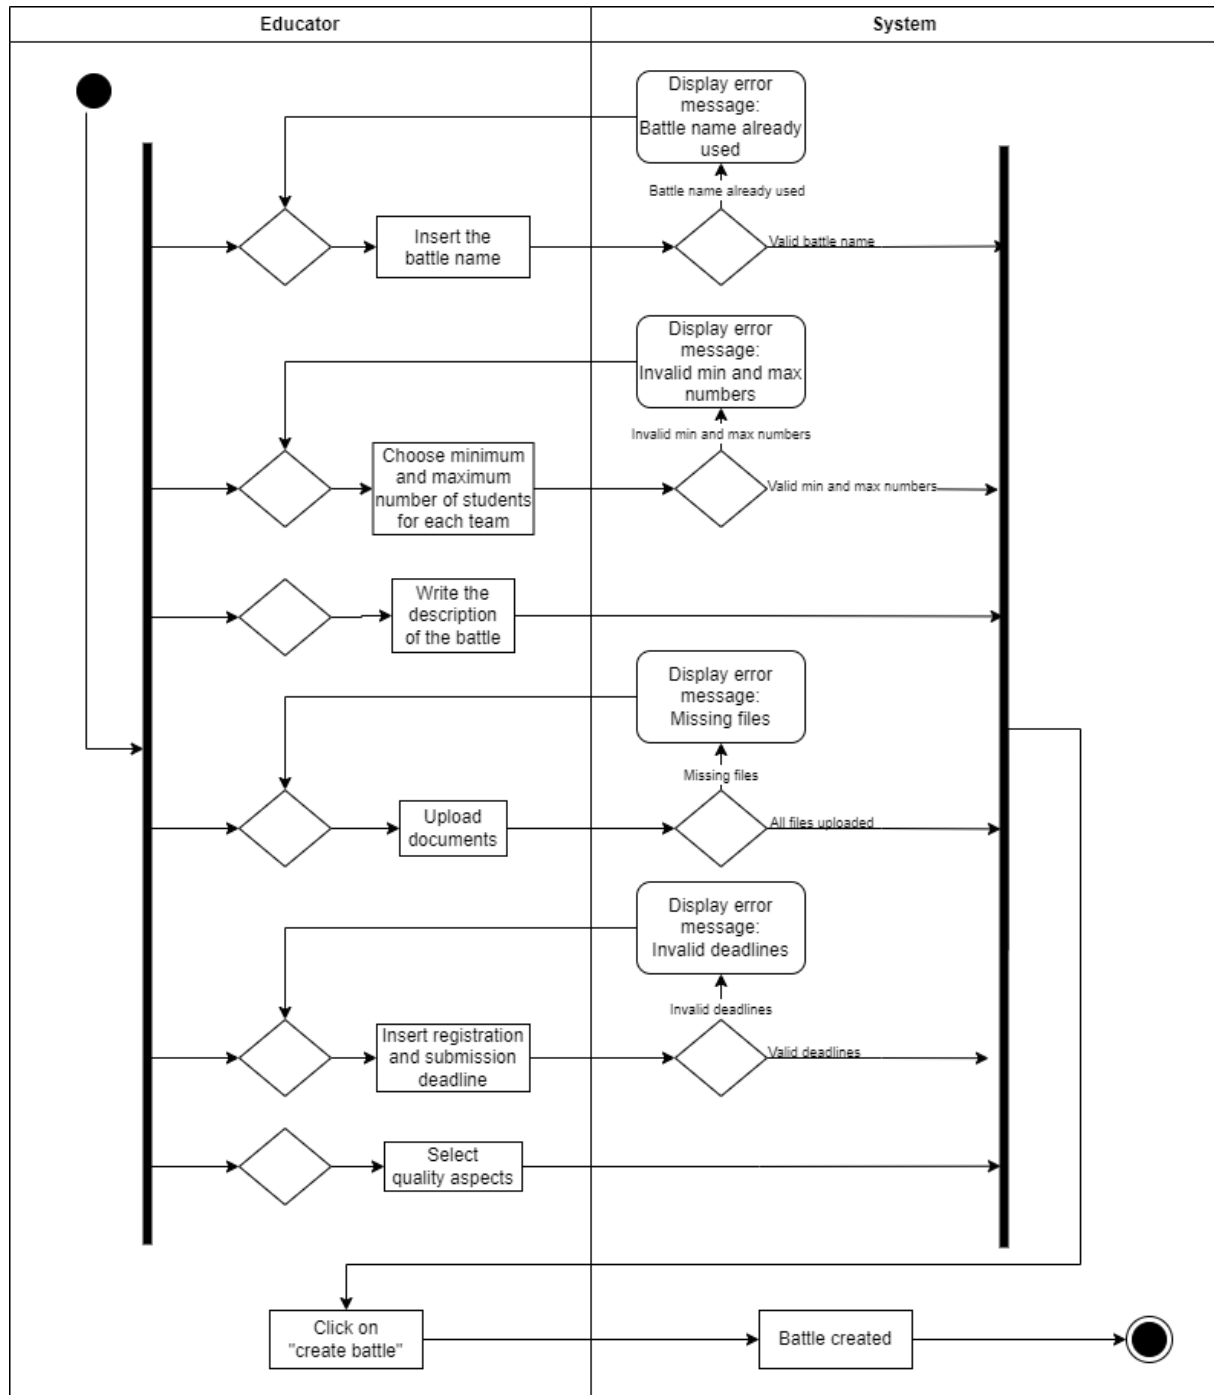 Educator
System
Display error
message:
Battle name already
used
Battle name already used
Insert the
battle name
Valid battle name
Display error
message:
Invalid min and max
numbers
Invalid min and max numbers
Choose minimum
and maximum
number of students
for each team
Valid min and max numbers
Write the
description
of the battle
Display error
message:
Missing files
Missing files
Upload
documents
All files uploaded
Display error
message:
Invalid deadlines
Invalid deadlines
Insert registration
and submission
deadline
Valid deadlines
Select
quality aspects
Click on
"create battle"
Battle created